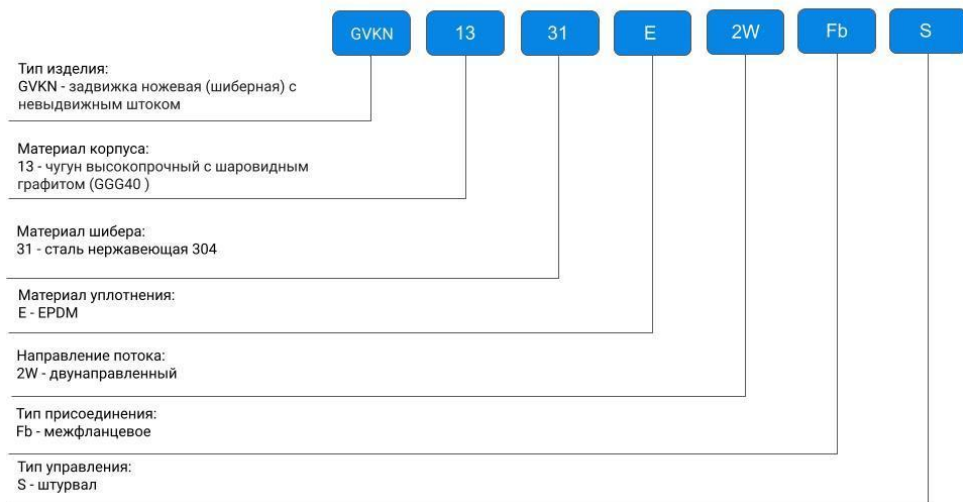 GVKN 13 31 E 2W Fb S
Тип изделия:
GVKN - задвижка ножевая (шиберная) с
невыдвижным штоком
Материал корпуса:
13 - чугун высокопрочный с шаровидным
графитом (GGG40 )
Материал шибера:
31 - сталь нержавеющая 304
Материал уплотнения:
E - EPDM
Направление потока:
2W - двунаправленный
Тип присоединения:
Fb - межфланцевое
Тип управления:
S - штурвал